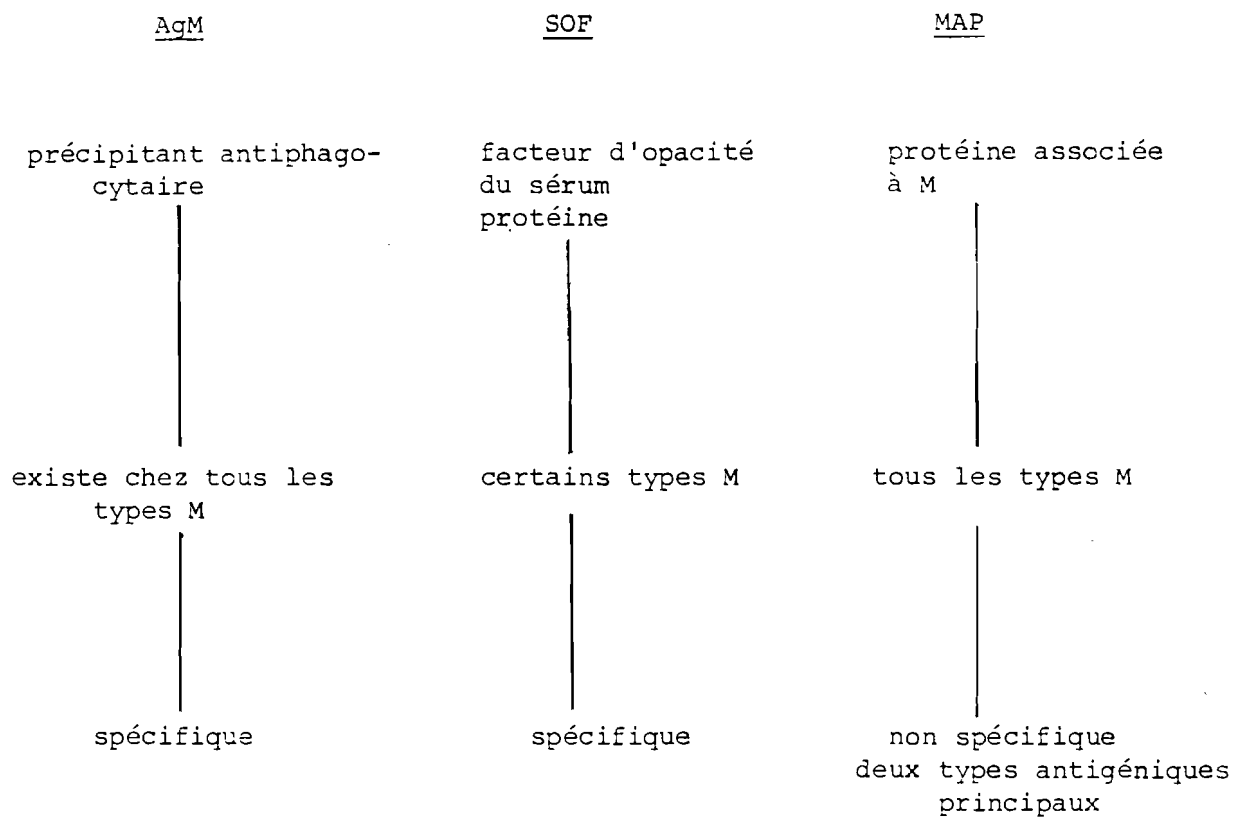 AgM SOF MAP
précipitant antiphago- facteur d'opacité protéine associée
cytaire du sérum à M
protéine
existe chez tous les certains types M tous les types M
types M
spécifique spécifique non spécifique
deux types antigéniques
principaux